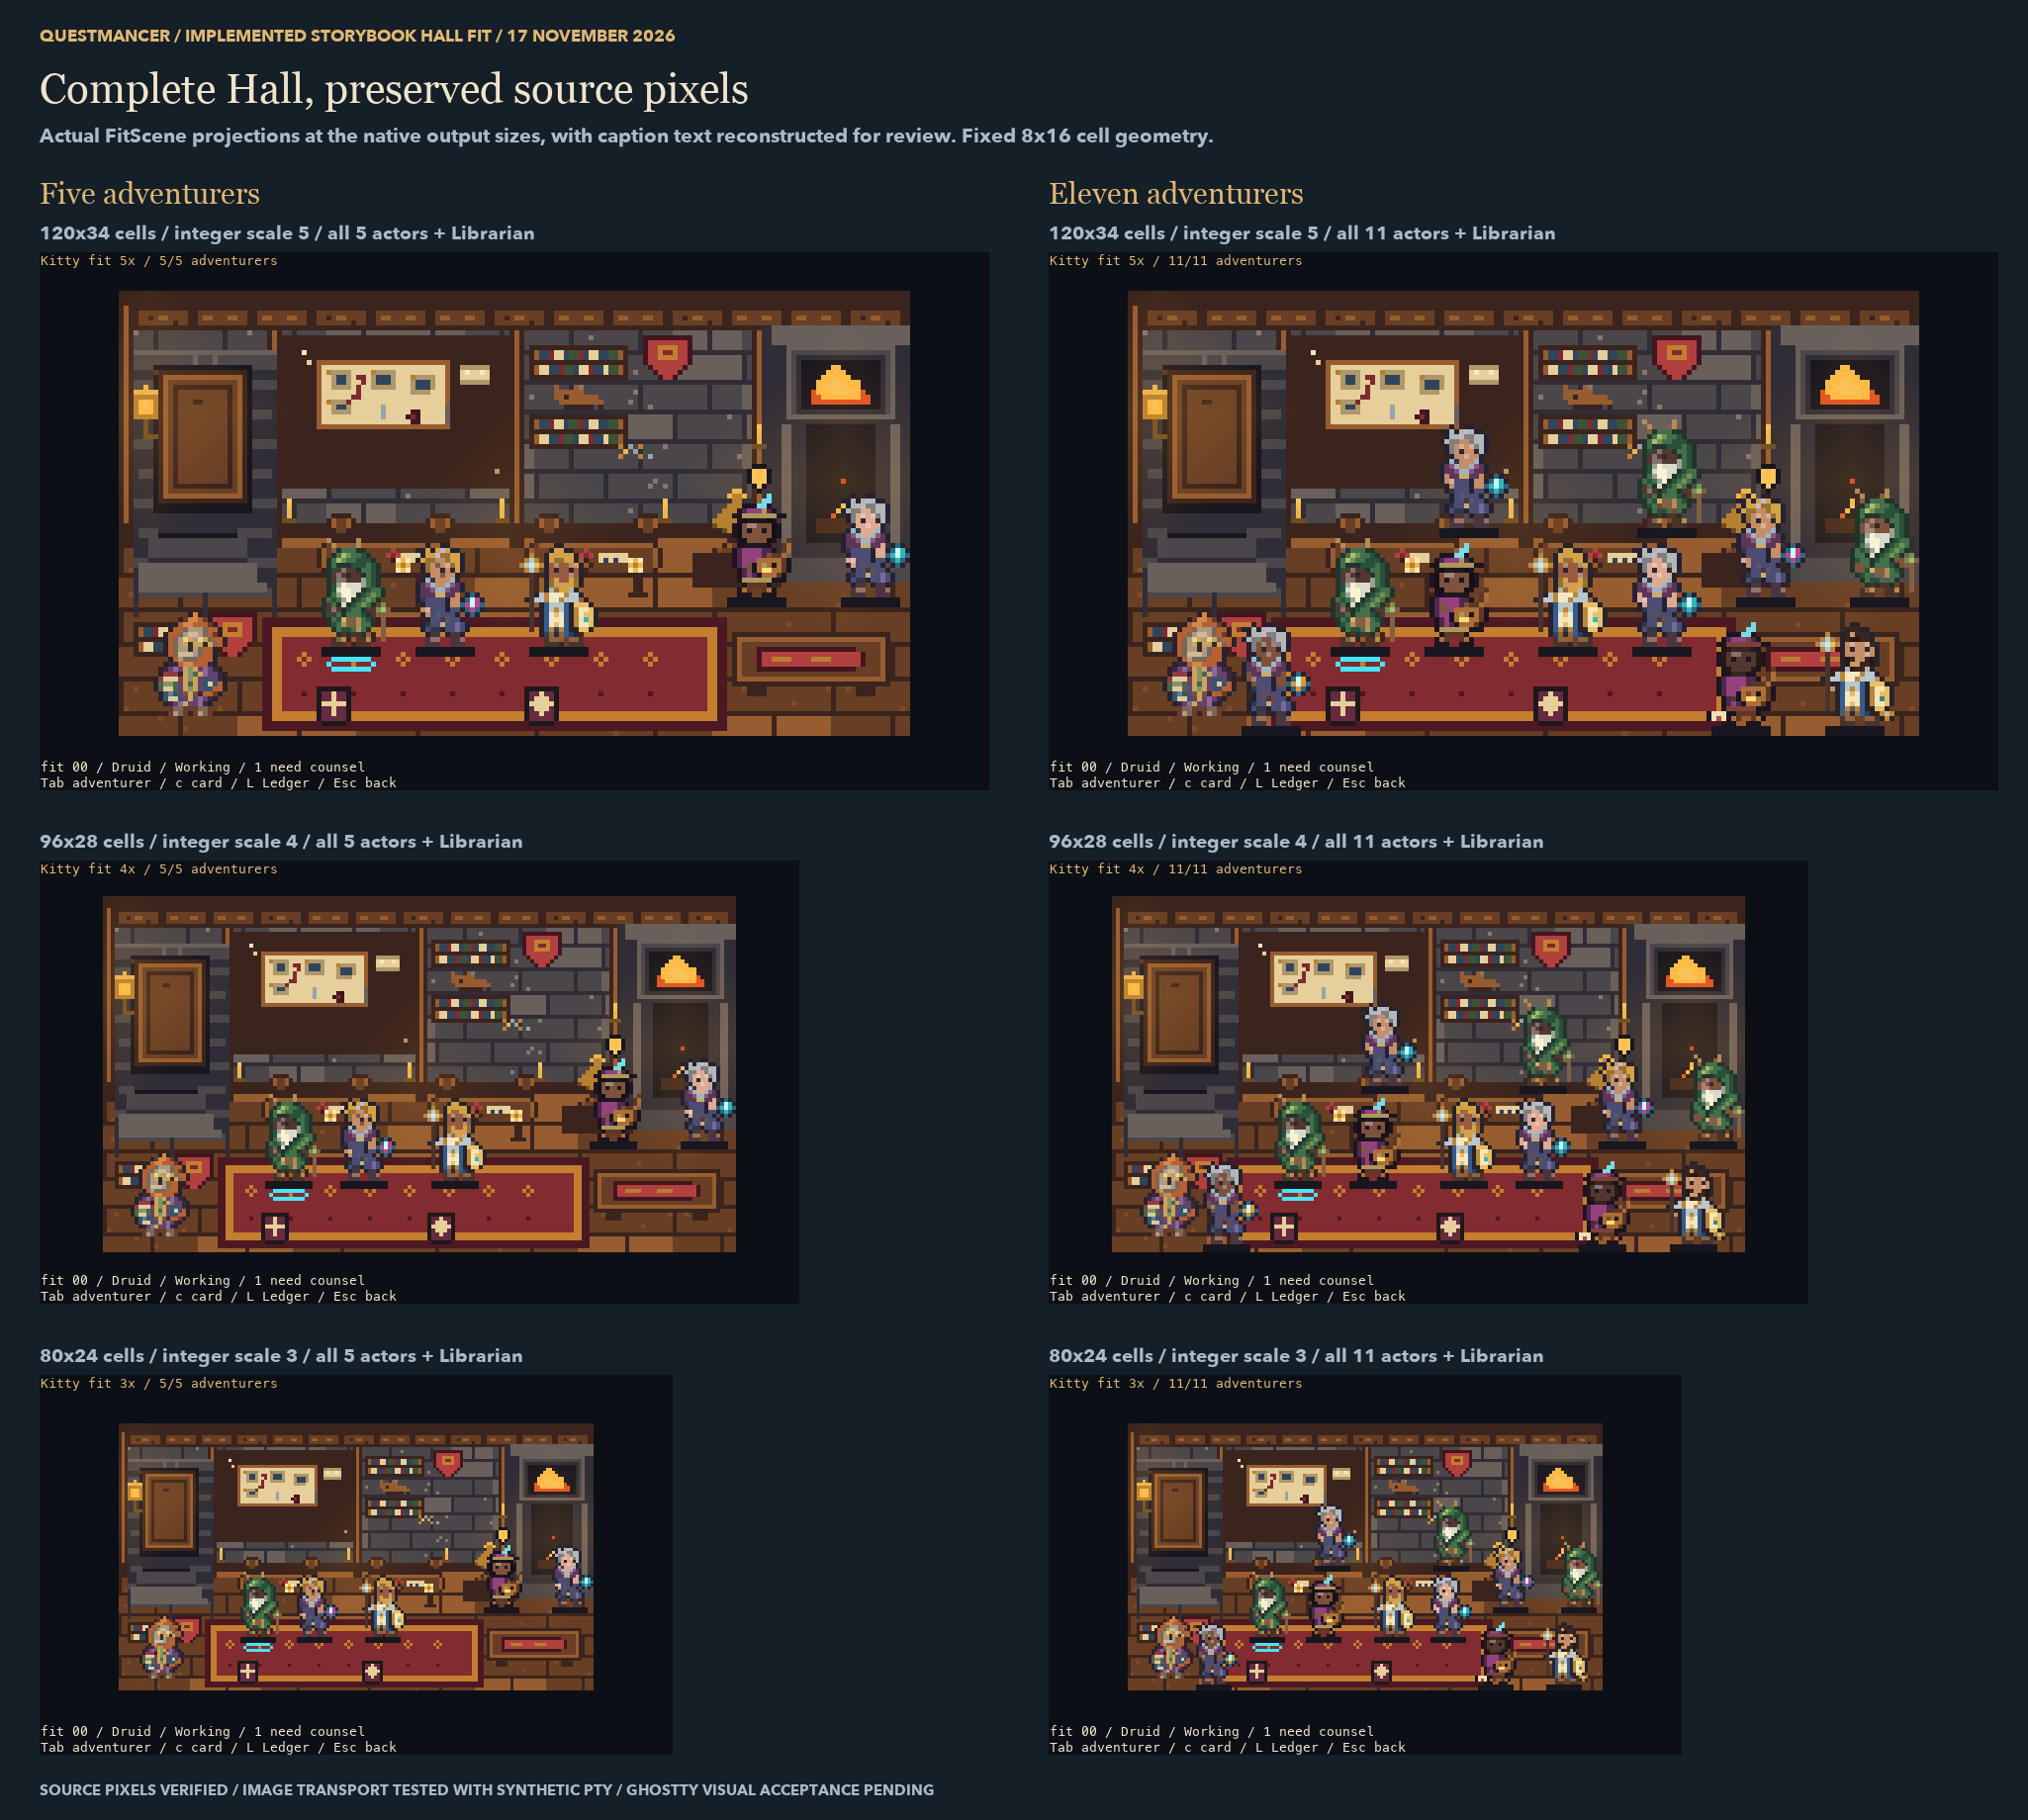 QUESTMANCER / IMPLEMENTED STORYBOOK HALL FIT / 17 NOVEMBER 2026
Complete Hall, preserved source pixels
Actual FitScene projections at the native output sizes, with caption text reconstructed for review. Fixed 8x16 cell geometry.
Five adventurers
120x34 cells / integer scale 5 / all 5 actors + Librarian
Kitty fit 5x / 5/5 adventurers
fit 00 / Druid / Working / 1 need counsel
Tab adventurer / c card / L Ledger / Esc back
96x28 cells / integer scale 4 / all 5 actors + Librarian
Kitty fit 4x / 5/5 adventurers
fit 00 / Druid / Working / 1 need counsel
Tab adventurer / c card / L Ledger / Esc back
80x24 cells / integer scale 3 / all 5 actors + Librarian
Kitty fit 3x / 5/5 adventurers
fit 00 / Druid / Working / 1 need counsel
Tab adventurer / c card / L Ledger / Esc back
Eleven adventurers
120x34 cells / integer scale 5 / all 11 actors + Librarian
Kitty fit 5x / 11/11 adventurers
fit 00 / Druid / Working / 1 need counsel
Tab adventurer / c card / L Ledger / Esc back
96x28 cells / integer scale 4 / all 11 actors + Librarian
Kitty fit 4x / 11/11 adventurers
fit 00 / Druid / Working / 1 need counsel
Tab adventurer / c card / L Ledger / Esc back
80x24 cells / integer scale 3 / all 11 actors + Librarian
Kitty fit 3x / 11/11 adventurers
fit 00 / Druid / Working / 1 need counsel
Tab adventurer / c card / L Ledger / Esc back
SOURCE PIXELS VERIFIED / IMAGE TRANSPORT TESTED WITH SYNTHETIC PTY / GHOSTTY VISUAL ACCEPTANCE PENDING